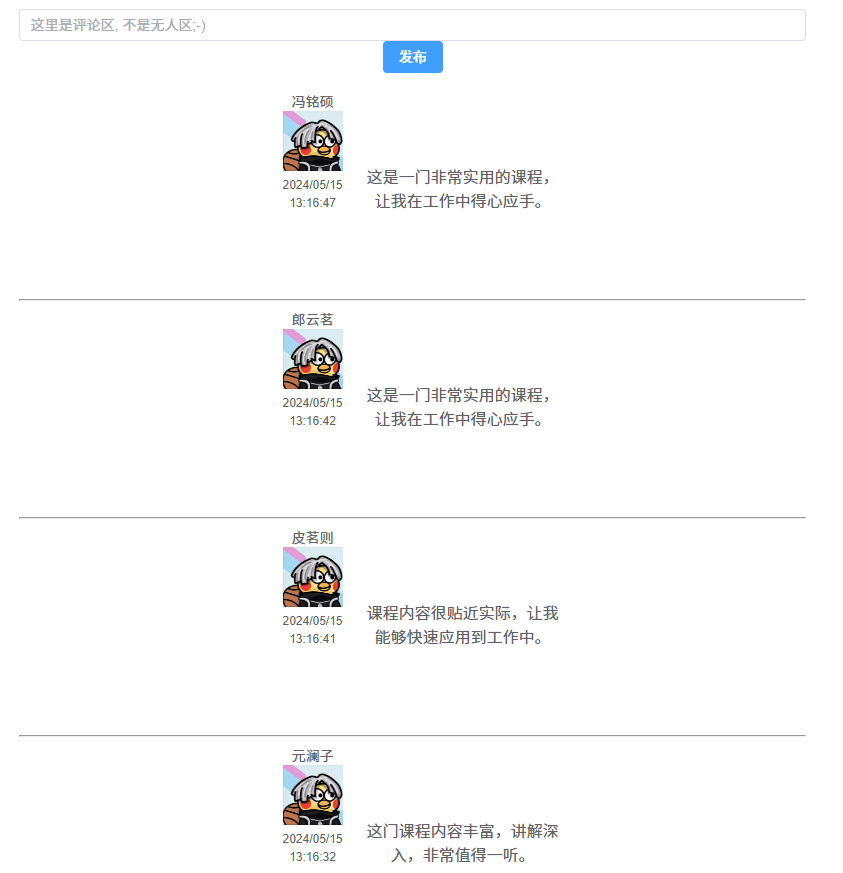 这里是评论区, 不是无人区;-)
发布
冯铭硕
2024/05/15
13:16:47
这是一门非常实用的课程，
让我在工作中得心应手。
郎云茗
2024/05/15
13:16:42
这是一门非常实用的课程，
让我在工作中得心应手。
皮茗则
2024/05/15
13:16:41
课程内容很贴近实际，让我
能够快速应用到工作中。
元澜子
2024/05/15
13:16:32
这门课程内容丰富，讲解深
入，非常值得一听。